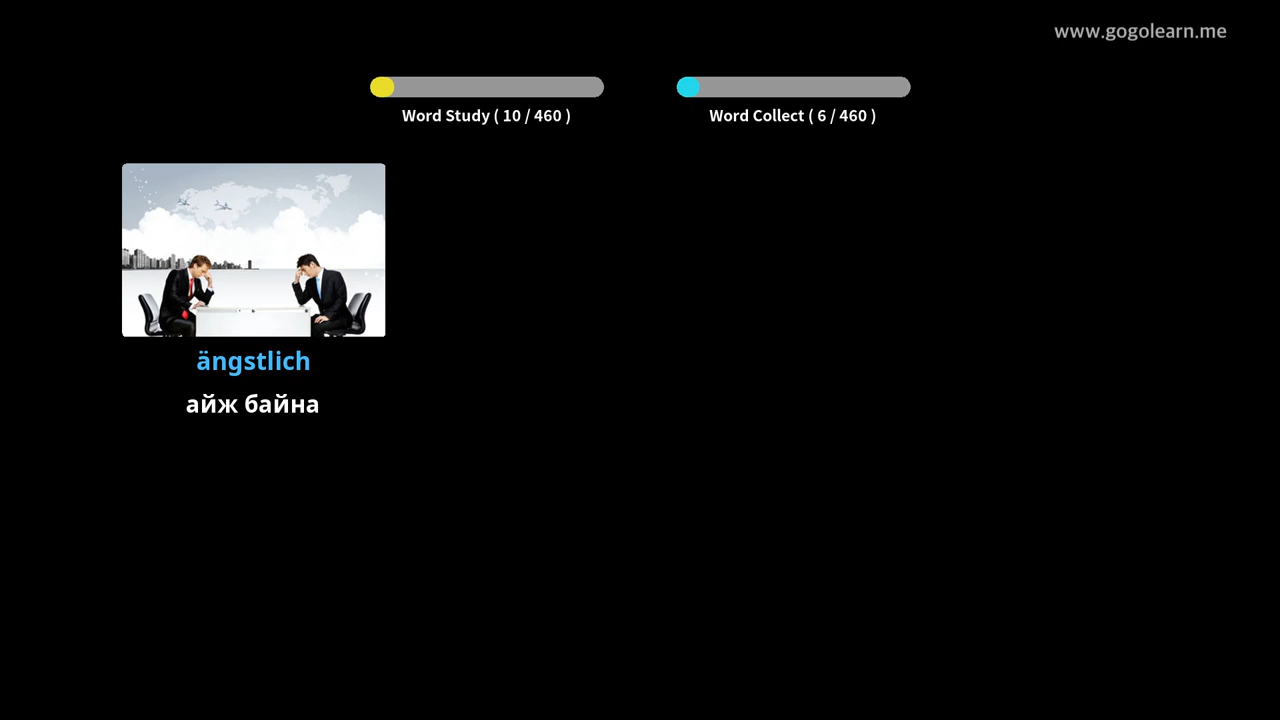 www.gogolearn.me
Word Study ( 10 / 460 )
Word Collect ( 6 / 460 )
ängstlich
айж байна